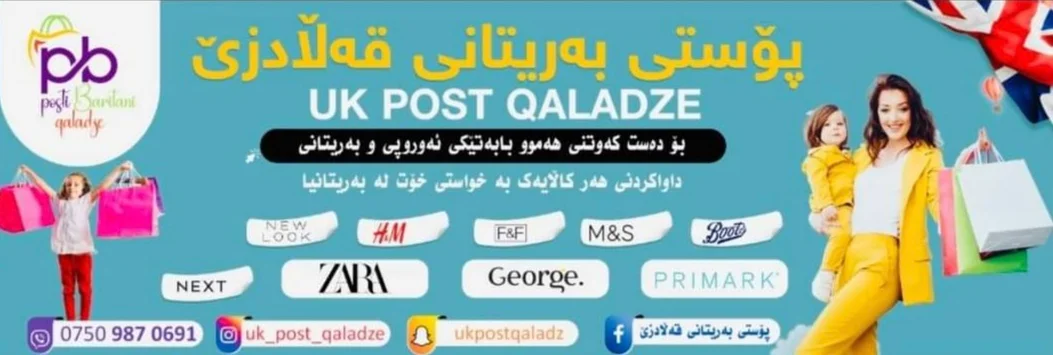 pb
posti Baritani
qaladze
پۆستی بەریتانی قەڵادزێ
UK POST QALADZE
بۆ دەست کەوتنی هەموو بابەتێکی ئەوروپی و بەریتانی
داواکردنی هەر کاڵایەک بە خواستی خۆت لە بەریتانیا
NEW LOOK
H&M
F&F
M&S
Boots
NEXT
ZARA
George.
PRIMARK
0750 987 0691
uk_post_qaladze
ukpostqaladz
پۆستی بەریتانی قەڵادزێ